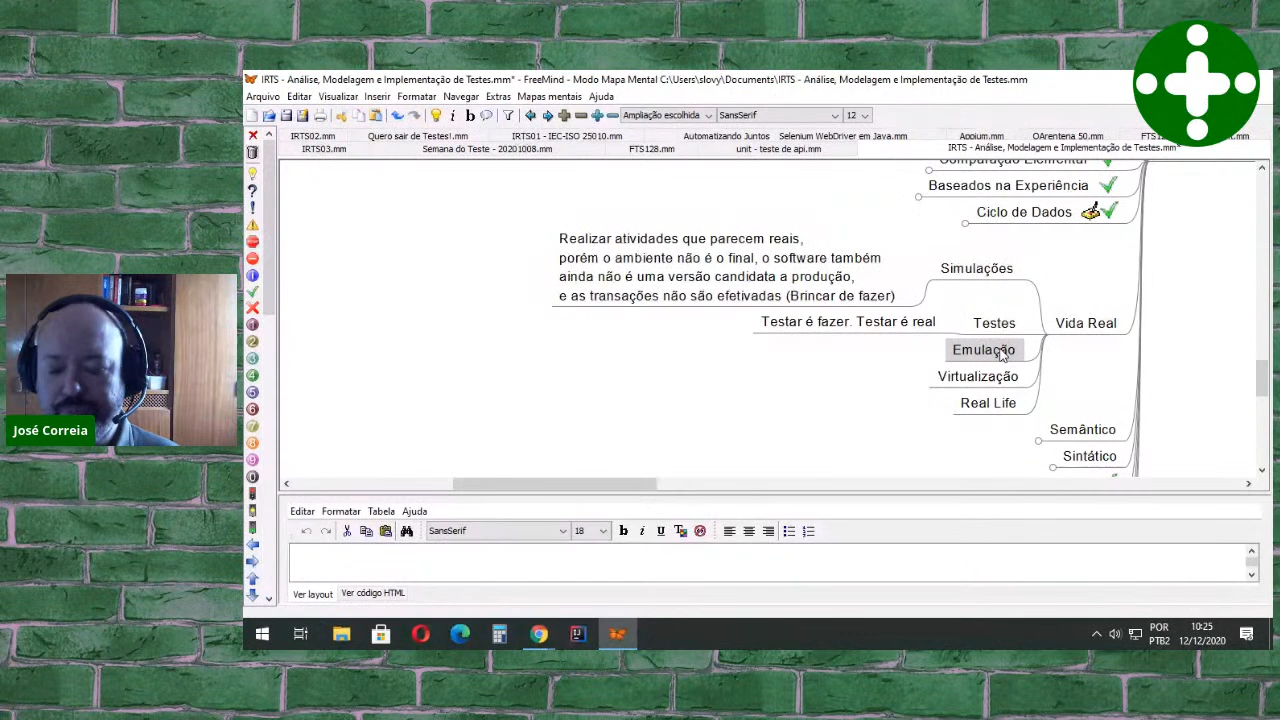 IRTS - Análise, Modelagem e Implementação de Testes.mm* - FreeMind - Modo Mapa Mental C:\Users\slovy\Documents\IRTS - Análise, Modelagem e Implementação de Testes.mm)
Arquivo Editar Visualizar Inserir Formatar Navegar Extras Mapas mentais Ajuda
Ampliação escolhida SansSerif 12
IRTS02.mm Quero sair de Testes!.mm IRTS01 - IEC-ISO 25010.mm Automatizando Juntos Selenium WebDriver em Java.mm Appium.mm QArentena 50.mm
IRTS03.mm Semana do Teste - 20201008.mm FTS128.mm unit - teste de api.mm IRTS - Análise, Modelagem e Implementação de Testes.mm*
Comparação Elementar
Baseados na Experiência
Ciclo de Dados
Realizar atividades que parecem reais,
porém o ambiente não é o final, o software também
ainda não é uma versão candidata a produção,
e as transações não são efetivadas (Brincar de fazer)
Simulações
Testar é fazer. Testar é real
Testes
Vida Real
Emulação
Virtualização
Real Life
Semântico
Sintático
José Correia
Editar Formatar Tabela Ajuda
SansSerif 18
Ver layout Ver código HTML
POR
PTB2
10:25
12/12/2020